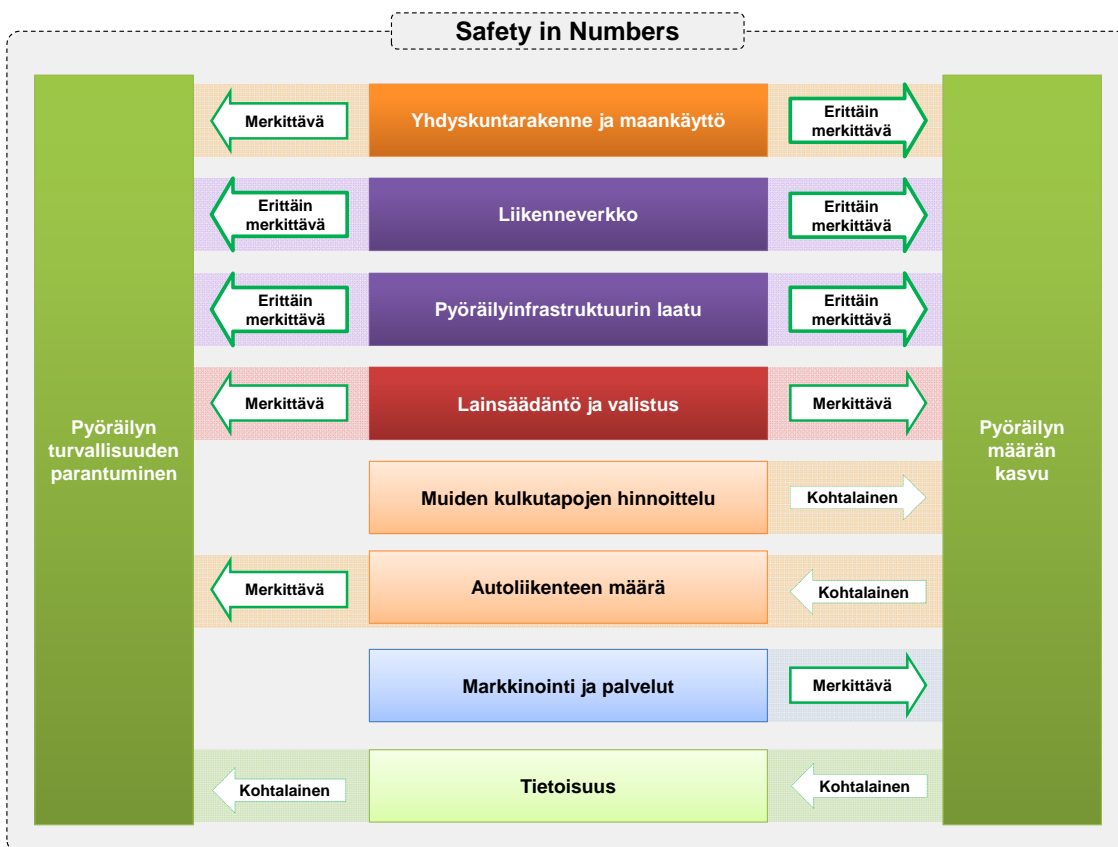 Safety in Numbers
Merkittävä
Yhdyskuntarakenne ja maankäyttö
Erittäin
merkittävä
Erittäin
merkittävä
Liikenneverkko
Erittäin
merkittävä
Erittäin
merkittävä
Pyöräilyinfrastruktuurin laatu
Erittäin
merkittävä
Merkittävä
Lainsäädäntö ja valistus
Merkittävä
Pyöräilyn
turvallisuuden
parantuminen
Pyöräilyn
määrän
kasvu
Muiden kulkutapojen hinnoittelu
Kohtalainen
Merkittävä
Autoliikenteen määrä
Kohtalainen
Markkinointi ja palvelut
Merkittävä
Kohtalainen
Tietoisuus
Kohtalainen